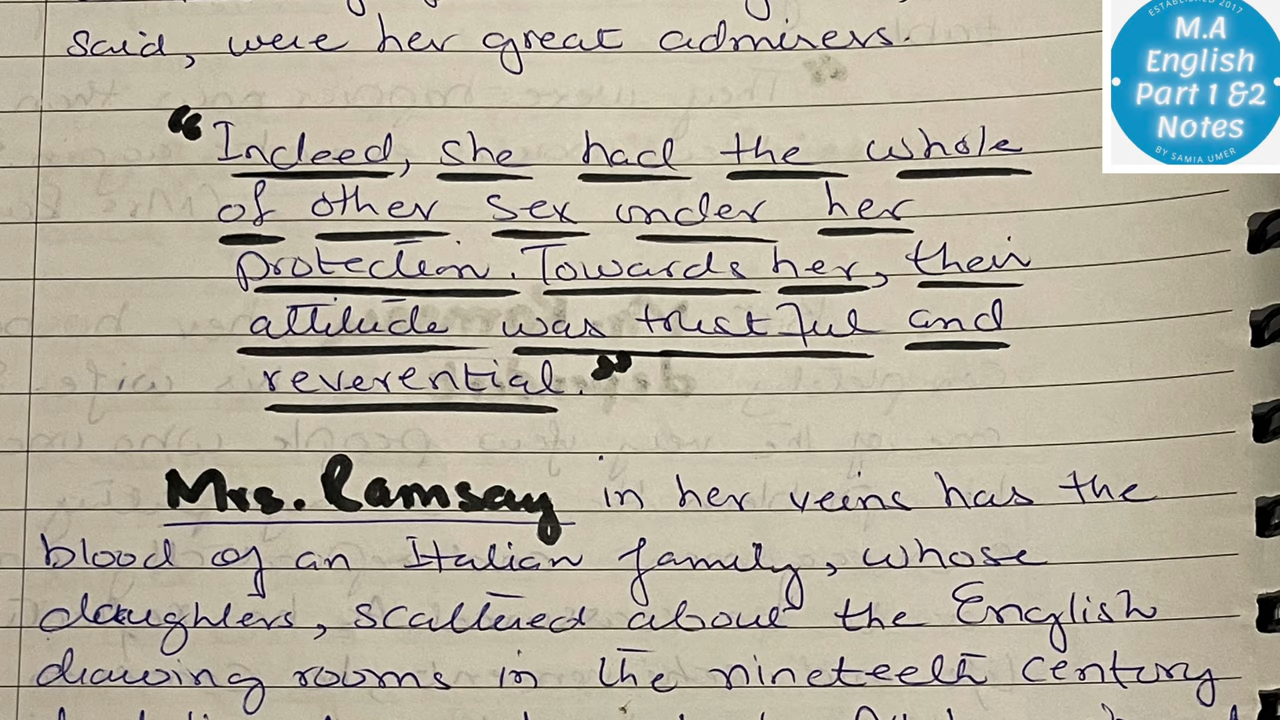 said, were her great admirers.
"Indeed, she had the whole
of other sex under her
protection. Towards her, their
attitude was trustful and
reverential."
Mrs. Ramsay in her veins has the
blood of an Italian family, whose
daughters, scattered about the English
drawing rooms in the nineteeth century
ESTABLISHED 2017
M.A
English
Part 1 &2
Notes
BY SAMIA UMER